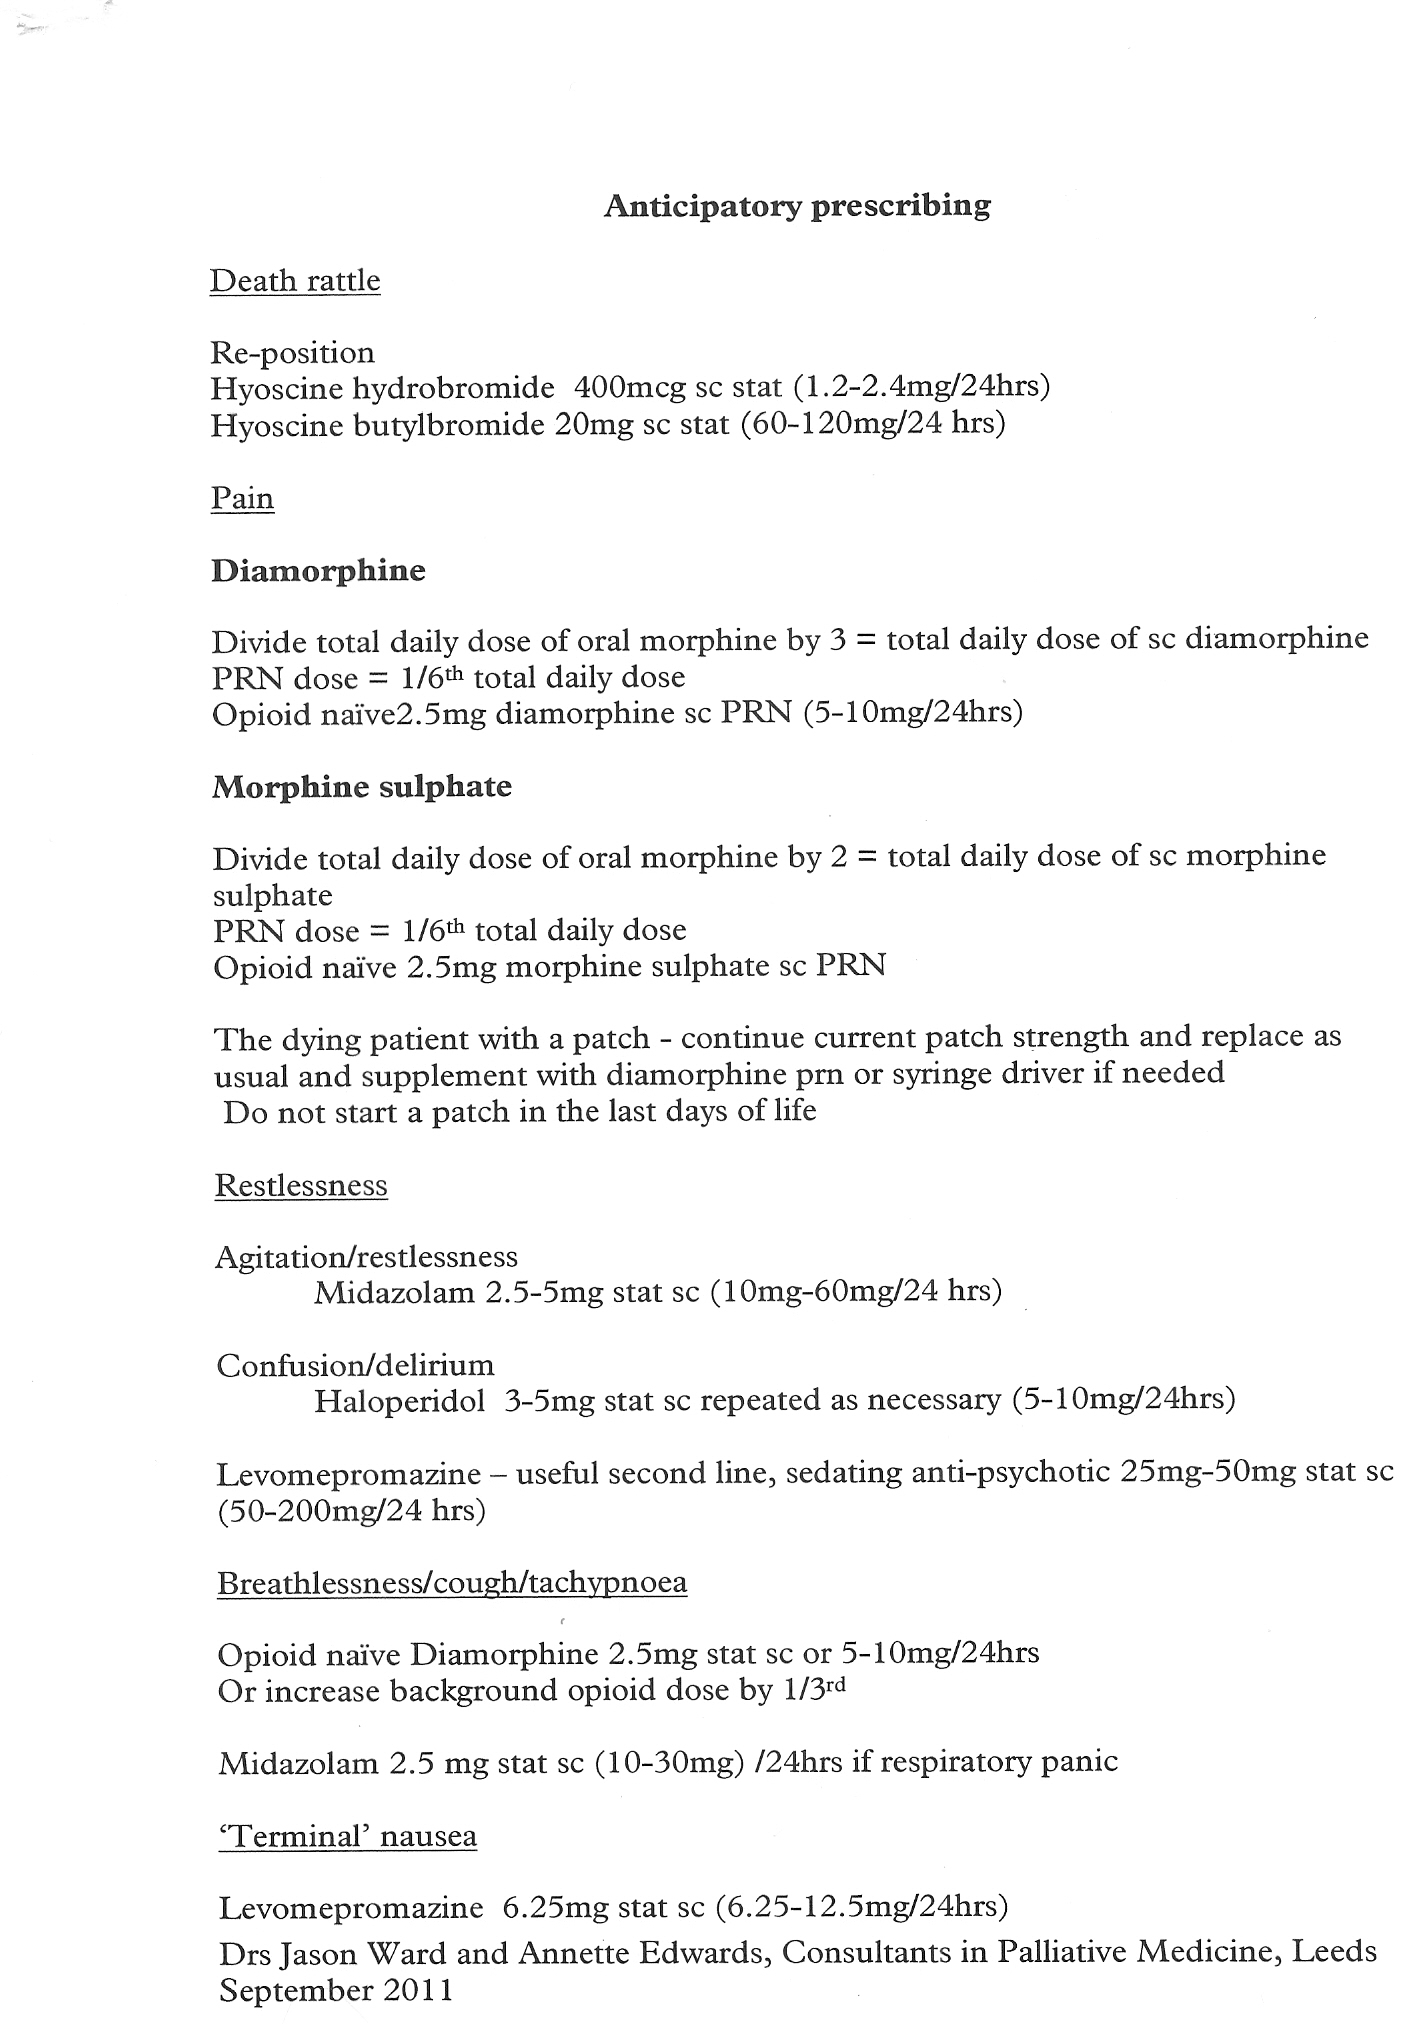 Anticipatory prescribing
Death rattle
Re-position
Hyoscine hydrobromide  400mcg sc stat (1.2-2.4mg/24hrs)
Hyoscine butylbromide 20mg sc stat (60-120mg/24 hrs)
Pain
Diamorphine
Divide total daily dose of oral morphine by 3 = total daily dose of sc diamorphine
PRN dose = 1/6th total daily dose
Opioid naïve2.5mg diamorphine sc PRN (5-10mg/24hrs)
Morphine sulphate
Divide total daily dose of oral morphine by 2 = total daily dose of sc morphine
sulphate
PRN dose = 1/6th total daily dose
Opioid naïve 2.5mg morphine sulphate sc PRN
The dying patient with a patch - continue current patch strength and replace as
usual and supplement with diamorphine prn or syringe driver if needed
Do not start a patch in the last days of life
Restlessness
Agitation/restlessness
Midazolam 2.5-5mg stat sc (10mg-60mg/24 hrs)
Confusion/delirium
Haloperidol  3-5mg stat sc repeated as necessary (5-10mg/24hrs)
Levomepromazine – useful second line, sedating anti-psychotic 25mg-50mg stat sc
(50-200mg/24 hrs)
Breathlessness/cough/tachypnoea
Opioid naïve Diamorphine 2.5mg stat sc or 5-10mg/24hrs
Or increase background opioid dose by 1/3rd
Midazolam 2.5 mg stat sc (10-30mg) /24hrs if respiratory panic
‘Terminal’ nausea
Levomepromazine  6.25mg stat sc (6.25-12.5mg/24hrs)
Drs Jason Ward and Annette Edwards, Consultants in Palliative Medicine, Leeds
September 2011